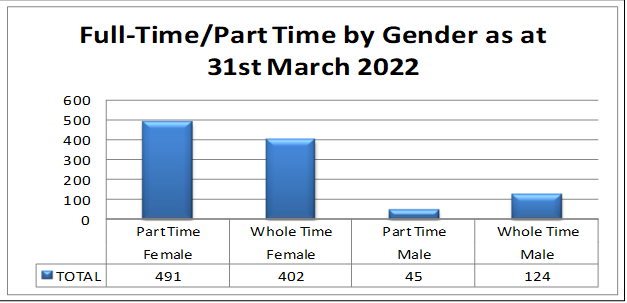 Full-Time/Part Time by Gender as at
31st March 2022
600
500
400
300
200
100
0
Part Time Whole Time Part Time Whole Time
Female Female Male Male
TOTAL 491 402 45 124